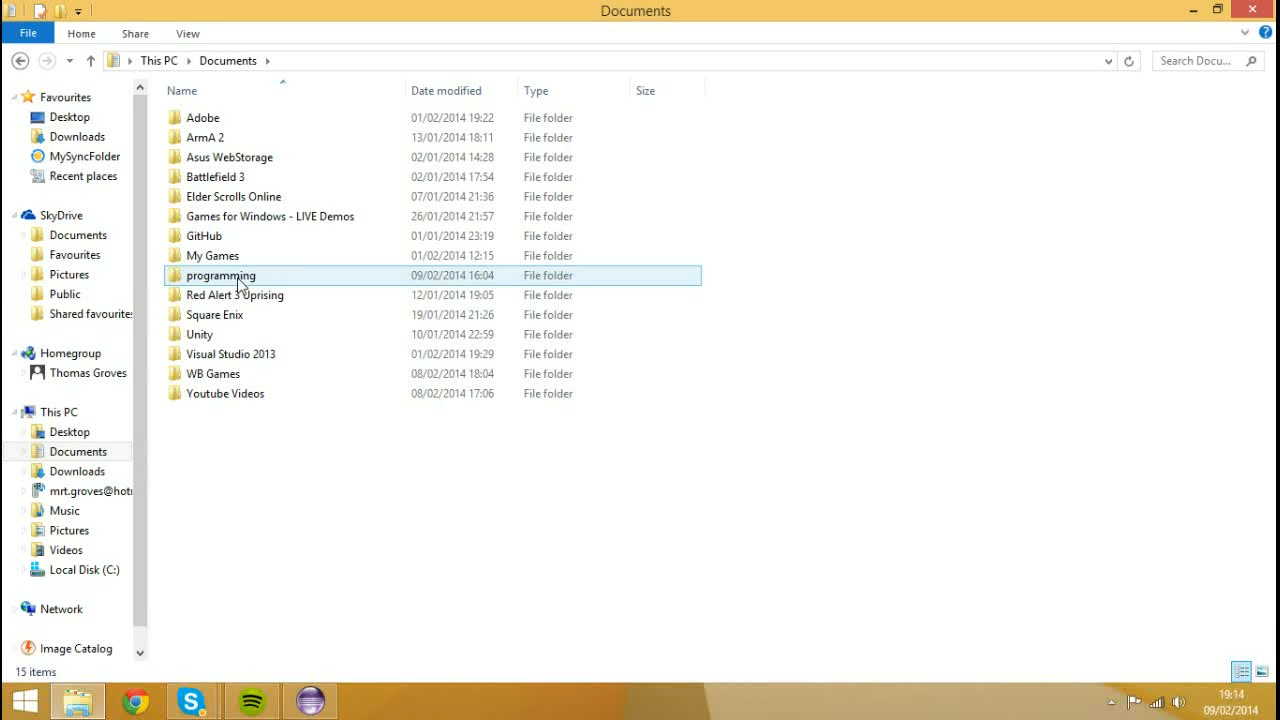 Documents
File Home Share View
This PC Documents Search Docu...
Name Date modified Type Size
Favourites
Desktop
Downloads
MySyncFolder
Recent places
SkyDrive
Documents
Favourites
Pictures
Public
Shared favourites
Homegroup
Thomas Groves
This PC
Desktop
Documents
Downloads
mrt.groves@hotr
Music
Pictures
Videos
Local Disk (C:)
Network
Image Catalog
Adobe 01/02/2014 19:22 File folder
ArmA 2 13/01/2014 18:11 File folder
Asus WebStorage 02/01/2014 14:28 File folder
Battlefield 3 02/01/2014 17:54 File folder
Elder Scrolls Online 07/01/2014 21:36 File folder
Games for Windows - LIVE Demos 26/01/2014 21:57 File folder
GitHub 01/01/2014 23:19 File folder
My Games 01/02/2014 12:15 File folder
programming 09/02/2014 16:04 File folder
Red Alert 3 Uprising 12/01/2014 19:05 File folder
Square Enix 19/01/2014 21:26 File folder
Unity 10/01/2014 22:59 File folder
Visual Studio 2013 01/02/2014 19:29 File folder
WB Games 08/02/2014 18:04 File folder
Youtube Videos 08/02/2014 17:06 File folder
15 items
19:14
09/02/2014